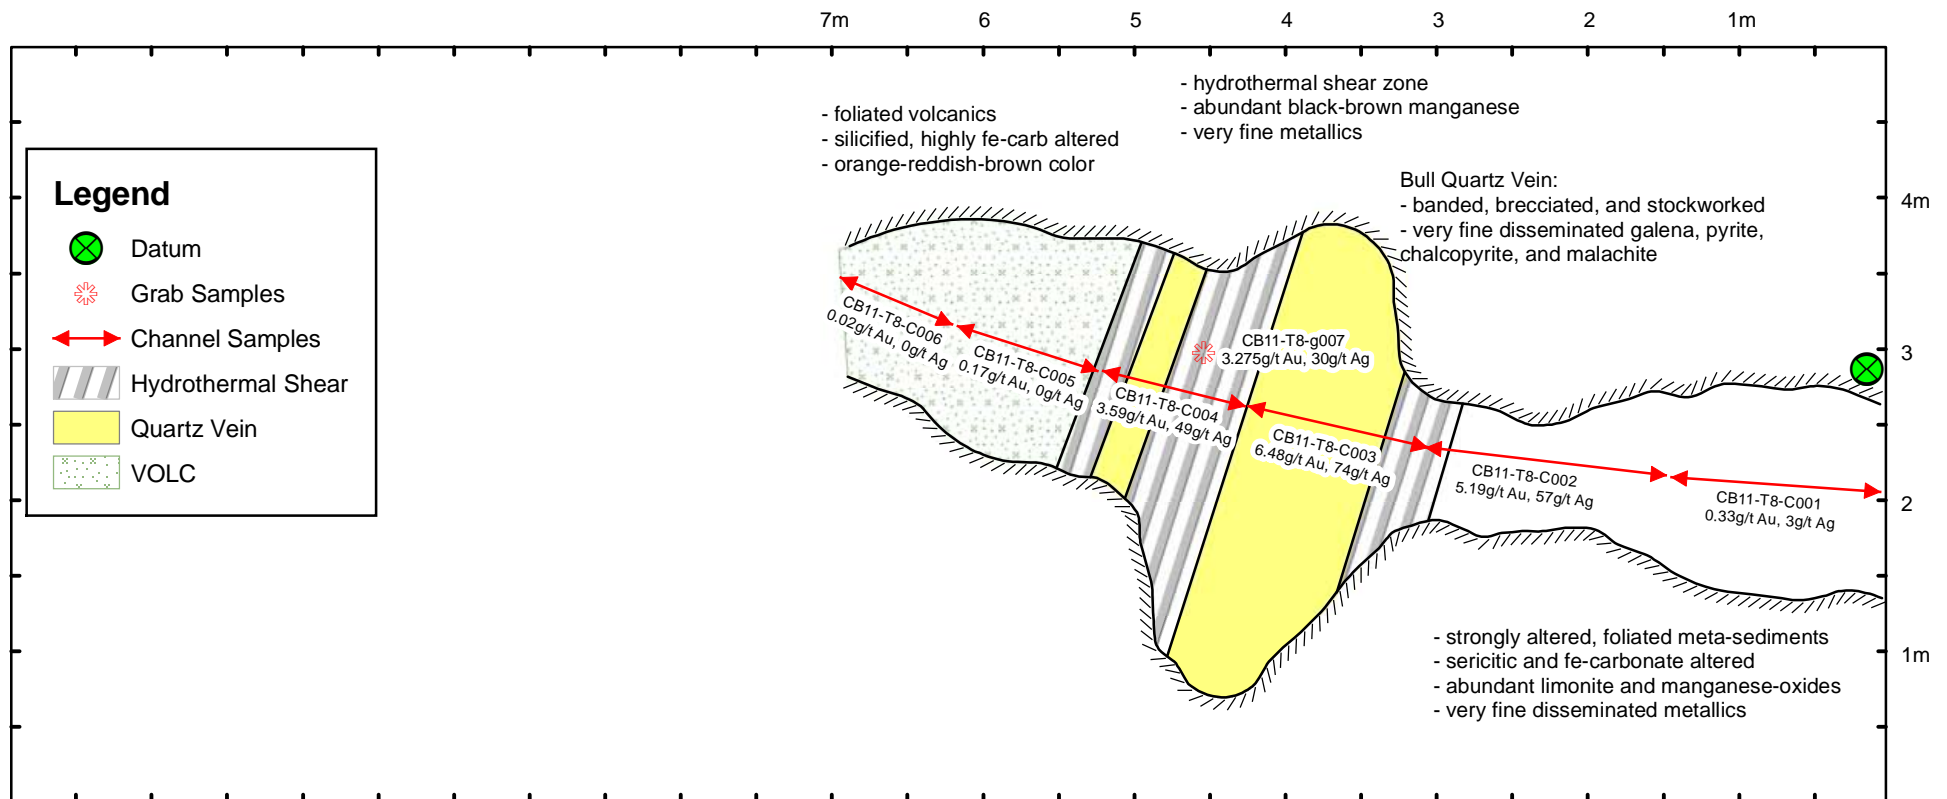 7m 6 5 4 3 2 1m
- hydrothermal shear zone
- abundant black-brown manganese
- very fine metallics
- foliated volcanics
- silicified, highly fe-carb altered
- orange-reddish-brown color
Bull Quartz Vein:
- banded, brecciated, and stockworked
- very fine disseminated galena, pyrite,
chalcopyrite, and malachite
Legend
Datum
Grab Samples
Channel Samples
Hydrothermal Shear
Quartz Vein
VOLC
4m
3
2
1m
CB11-T8-C006
0.02g/t Au, 0g/t Ag
CB11-T8-C005
0.17g/t Au, 0g/t Ag
CB11-T8-C004
3.59g/t Au, 49g/t Ag
CB11-T8-g007
3.275g/t Au, 30g/t Ag
CB11-T8-C003
6.48g/t Au, 74g/t Ag
CB11-T8-C002
5.19g/t Au, 57g/t Ag
CB11-T8-C001
0.33g/t Au, 3g/t Ag
- strongly altered, foliated meta-sediments
- sericitic and fe-carbonate altered
- abundant limonite and manganese-oxides
- very fine disseminated metallics